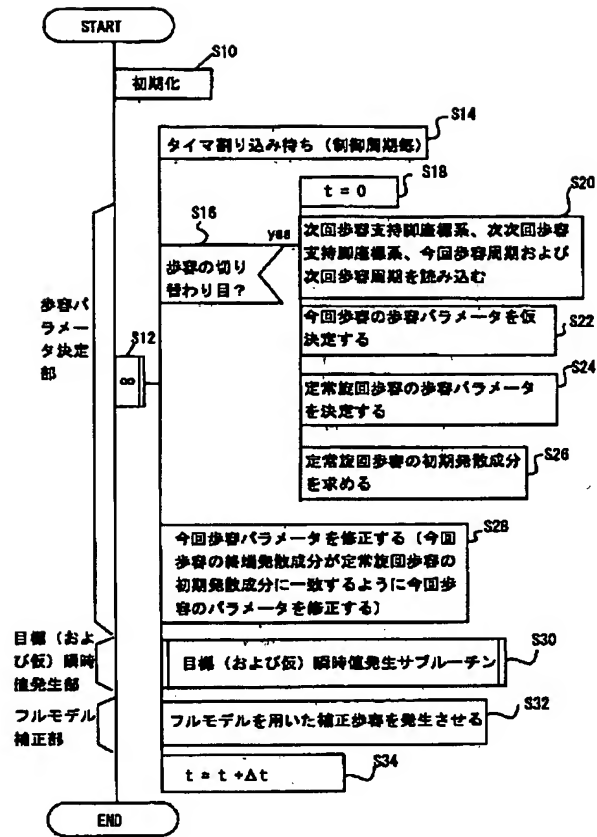 START
S10
初期化
S14
タイマ割り込み待ち (制御周期毎)
S18
t = 0
S16
yes
歩容の切り
替わり目?
S20
次回歩容支持脚座標系、次次回歩容
支持脚座標系、今回歩容周期および
次回歩容周期を読み込む
S22
今回歩容の歩容パラメータを仮
決定する
S24
定常旋回歩容の歩容パラメータ
を決定する
S26
定常旋回歩容の初期発散成分
を求める
歩容パ
ラメー
タ決定
部
S12
∞
S28
今回歩容パラメータを修正する〔今回
歩容の終端発散成分が定常旋回歩容の
初期発散成分に一致するように今回歩
容のパラメータを修正する〕
目標 (およ
び仮) 瞬時
値発生部
S30
目標 (および仮) 瞬時値発生サブルーチン
フルモデル
補正部
S32
フルモデルを用いた補正歩容を発生させる
S34
t = t +Δt
END